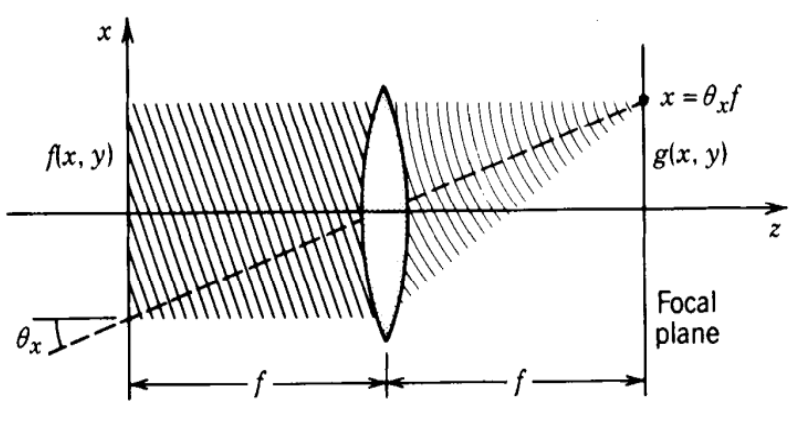 x
x = θₓf
f(x, y)
g(x, y)
z
θₓ
Focal
plane
f
f